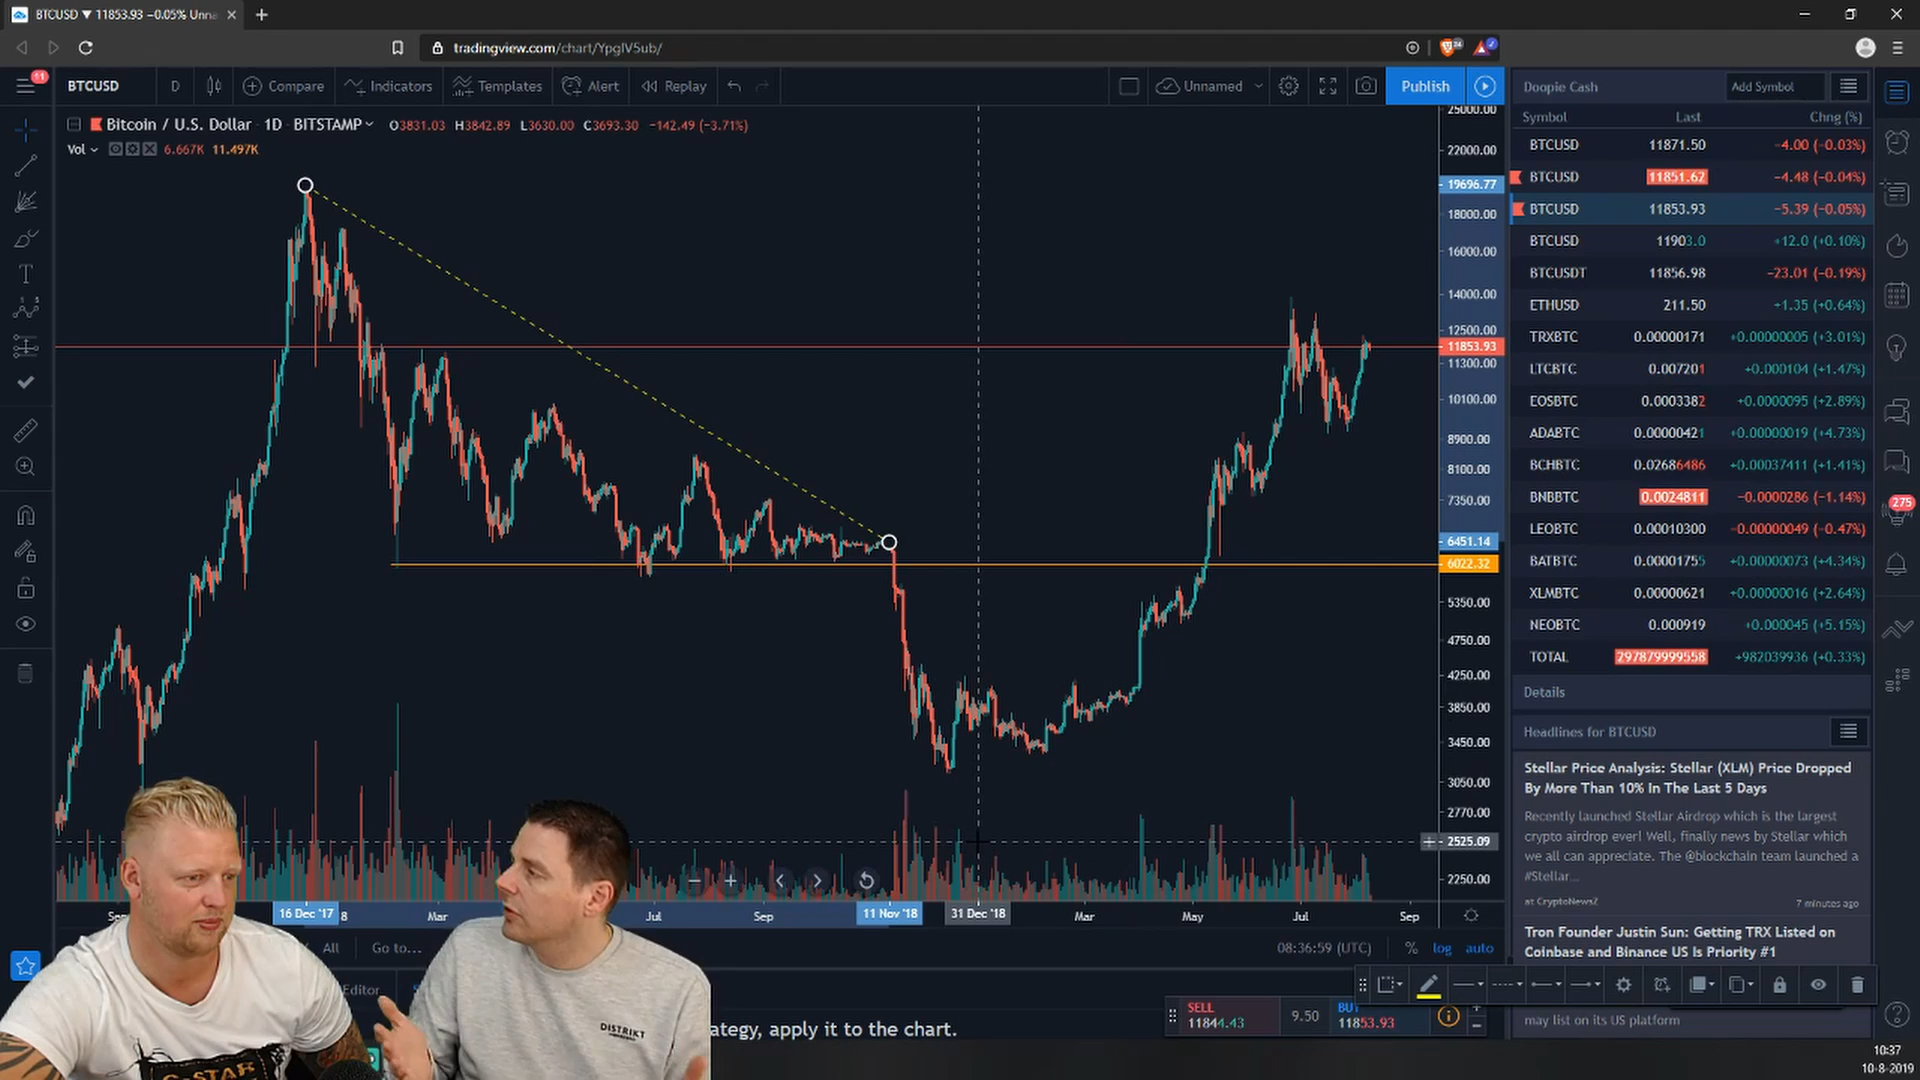 BTCUSD ▼ 11853.93 −0.05% Unna
tradingview.com/chart/YpglV5ub/
24
11
BTCUSD D Compare Indicators Templates Alert Replay Unnamed Publish
Bitcoin / U.S. Dollar · 1D · BITSTAMP O3831.03 H3842.89 L3630.00 C3693.30 −142.49 (−3.71%)
Vol 6.667K 11.497K
25000.00
22000.00
19696.77
18000.00
16000.00
14000.00
12500.00
11853.93
11300.00
10100.00
8900.00
8100.00
7350.00
6451.14
6022.32
5350.00
4750.00
4250.00
3850.00
3450.00
3050.00
2770.00
2525.09
2250.00
16 Dec '17 8 Mar Jul Sep 11 Nov '18 31 Dec '18 Mar May Jul Sep
All Go to... 08:36:59 (UTC) % log auto
Editor
ategy, apply it to the chart.
SELL
11844.43
9.50
BU
11853.93
DISTRIKT
Doopie Cash Add Symbol
Symbol Last Chng (%)
BTCUSD 11871.50 −4.00 (−0.03%)
BTCUSD 11851.62 −4.48 (−0.04%)
BTCUSD 11853.93 −5.39 (−0.05%)
BTCUSD 11903.0 +12.0 (+0.10%)
BTCUSDT 11856.98 −23.01 (−0.19%)
ETHUSD 211.50 +1.35 (+0.64%)
TRXBTC 0.00000171 +0.00000005 (+3.01%)
LTCBTC 0.007201 +0.000104 (+1.47%)
EOSBTC 0.0003382 +0.0000095 (+2.89%)
ADABTC 0.00000421 +0.00000019 (+4.73%)
BCHBTC 0.02686486 +0.00037411 (+1.41%)
BNBBTC 0.0024811 −0.0000286 (−1.14%)
LEOBTC 0.00010300 −0.00000049 (−0.47%)
BATBTC 0.00001755 +0.00000073 (+4.34%)
XLMBTC 0.00000621 +0.00000016 (+2.64%)
NEOBTC 0.000919 +0.000045 (+5.15%)
TOTAL 297879999558 +982039936 (+0.33%)
Details
Headlines for BTCUSD
Stellar Price Analysis: Stellar (XLM) Price Dropped
By More Than 10% In The Last 5 Days
Recently launched Stellar Airdrop which is the largest
crypto airdrop ever! Well, finally news by Stellar which
we all can appreciate. The @blockchain team launched a
#Stellar...
at CryptoNewsZ 7 minutes ago
Tron Founder Justin Sun: Getting TRX Listed on
Coinbase and Binance US Is Priority #1
may list on its US platform
275
10:37
10-8-2019